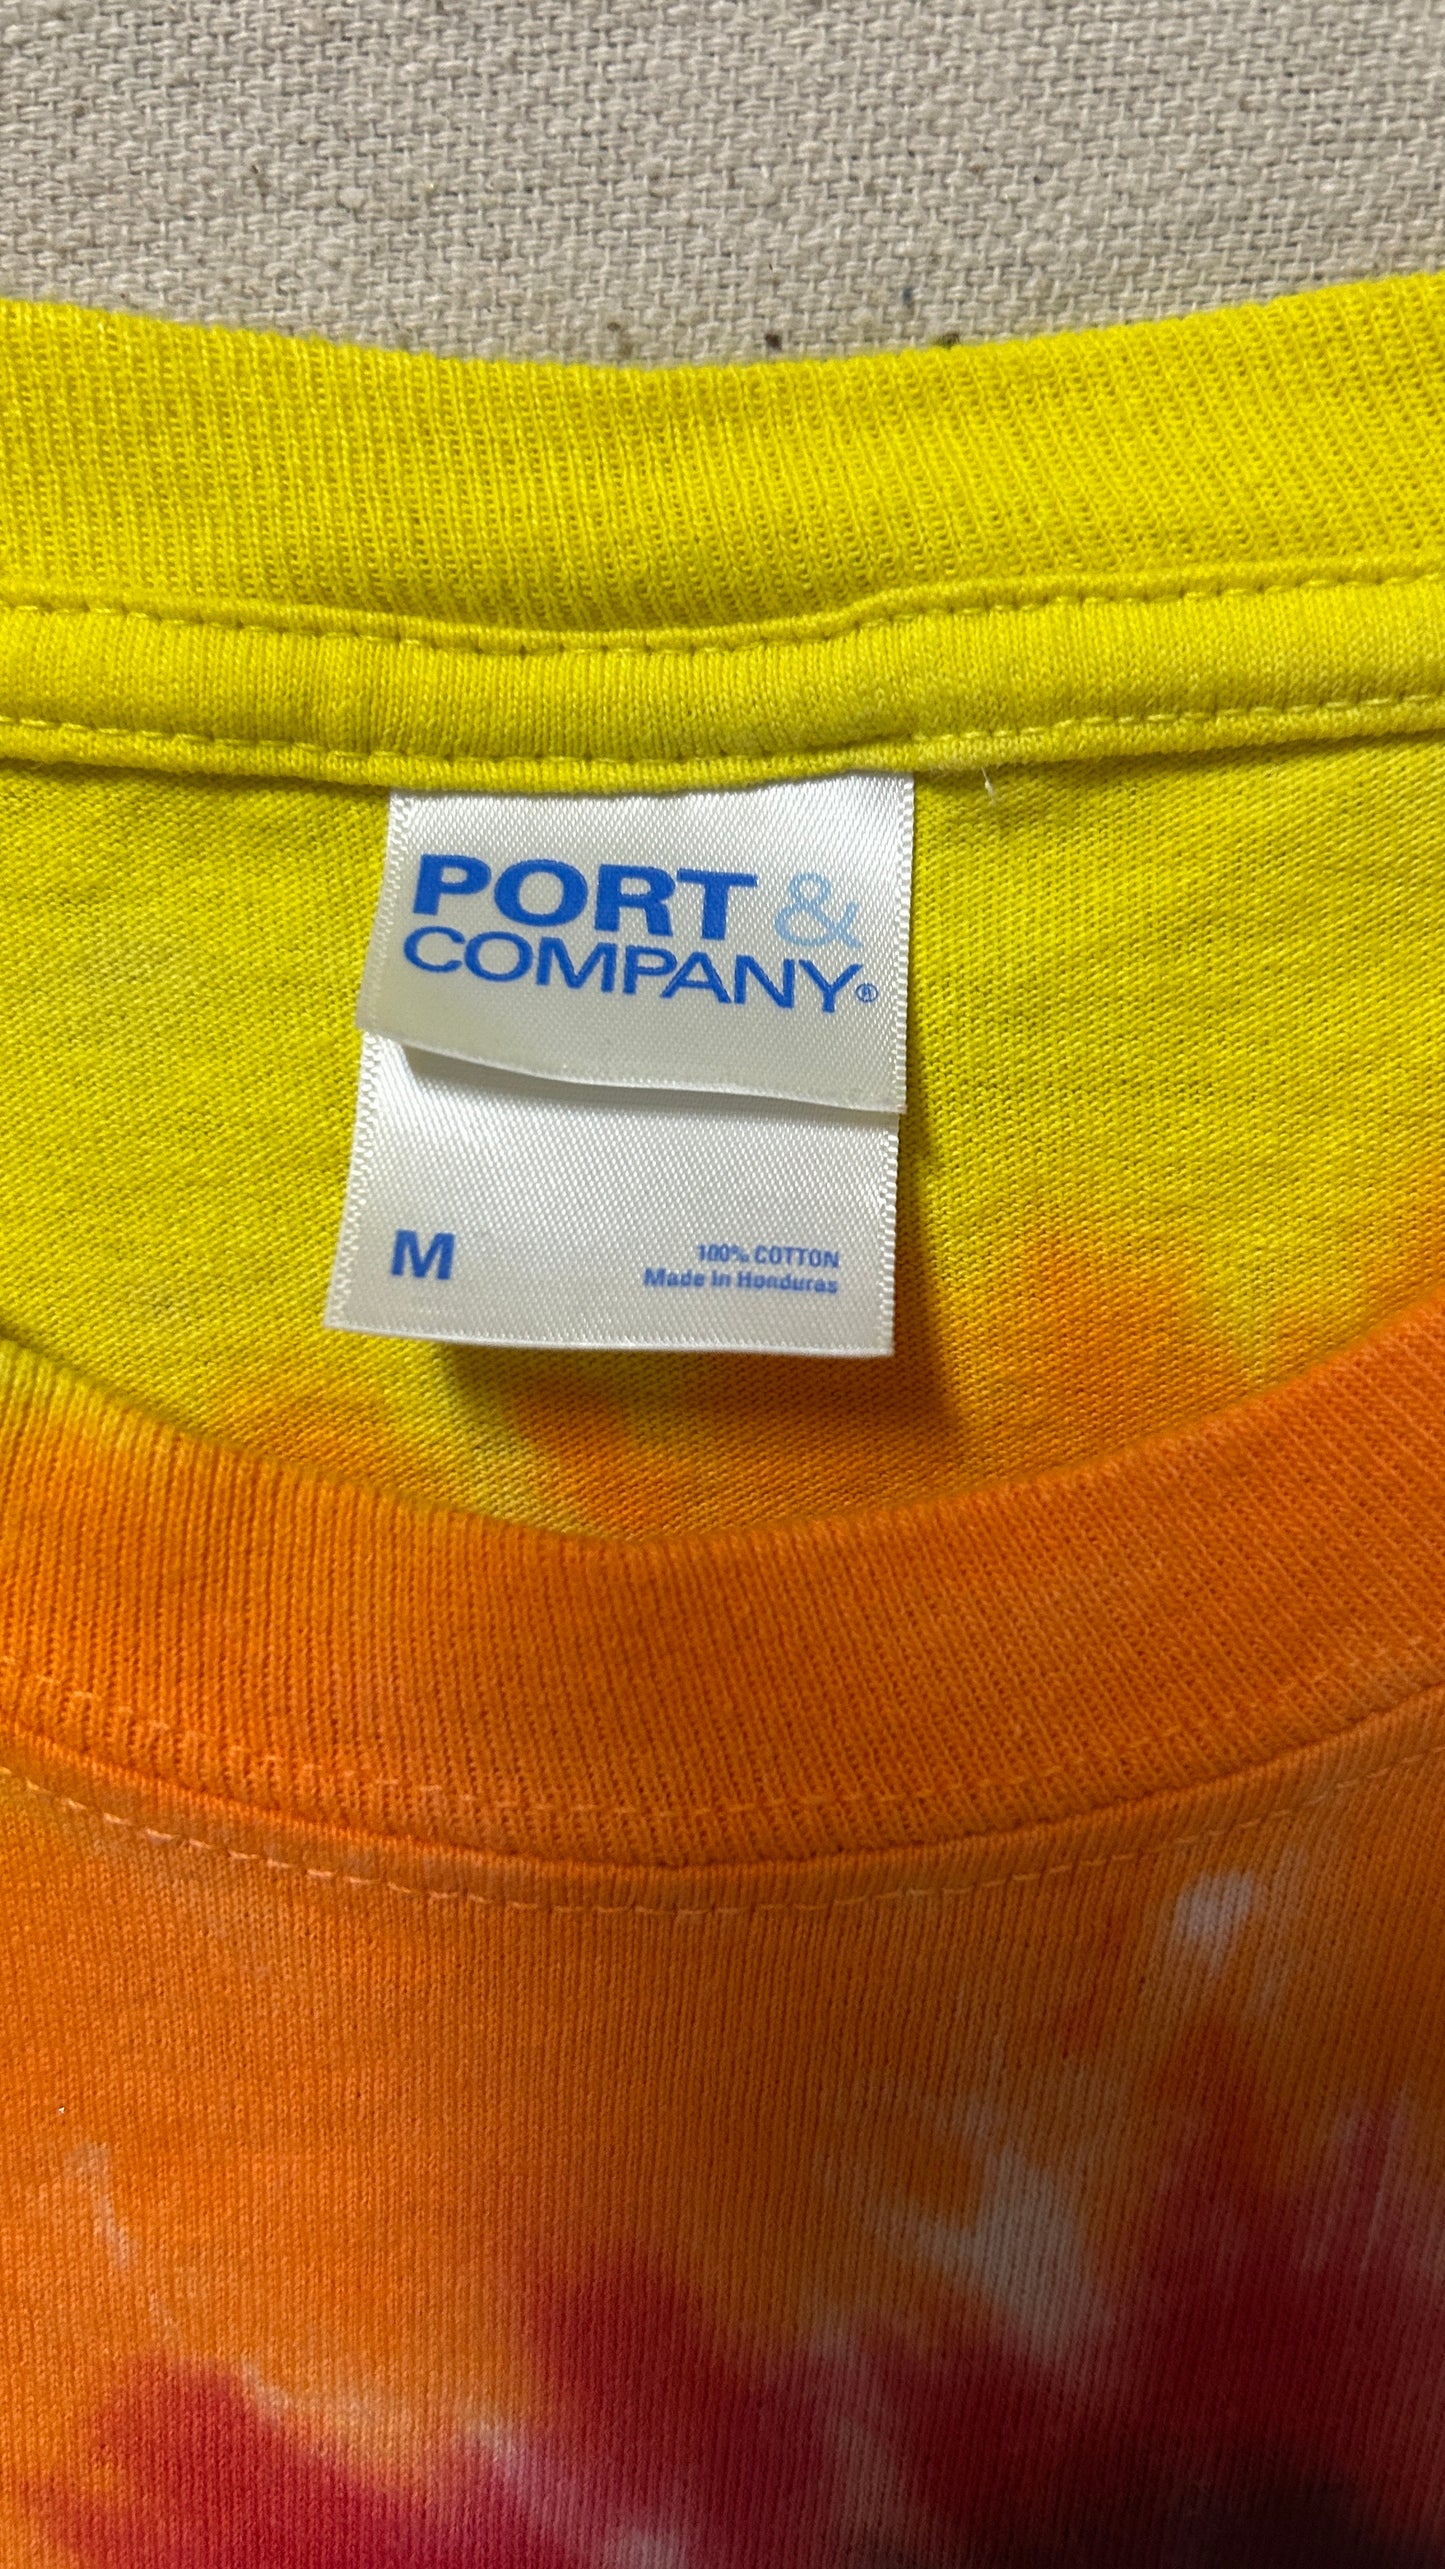 PORT &
COMPANY®
M
100% COTTON
Made In Honduras